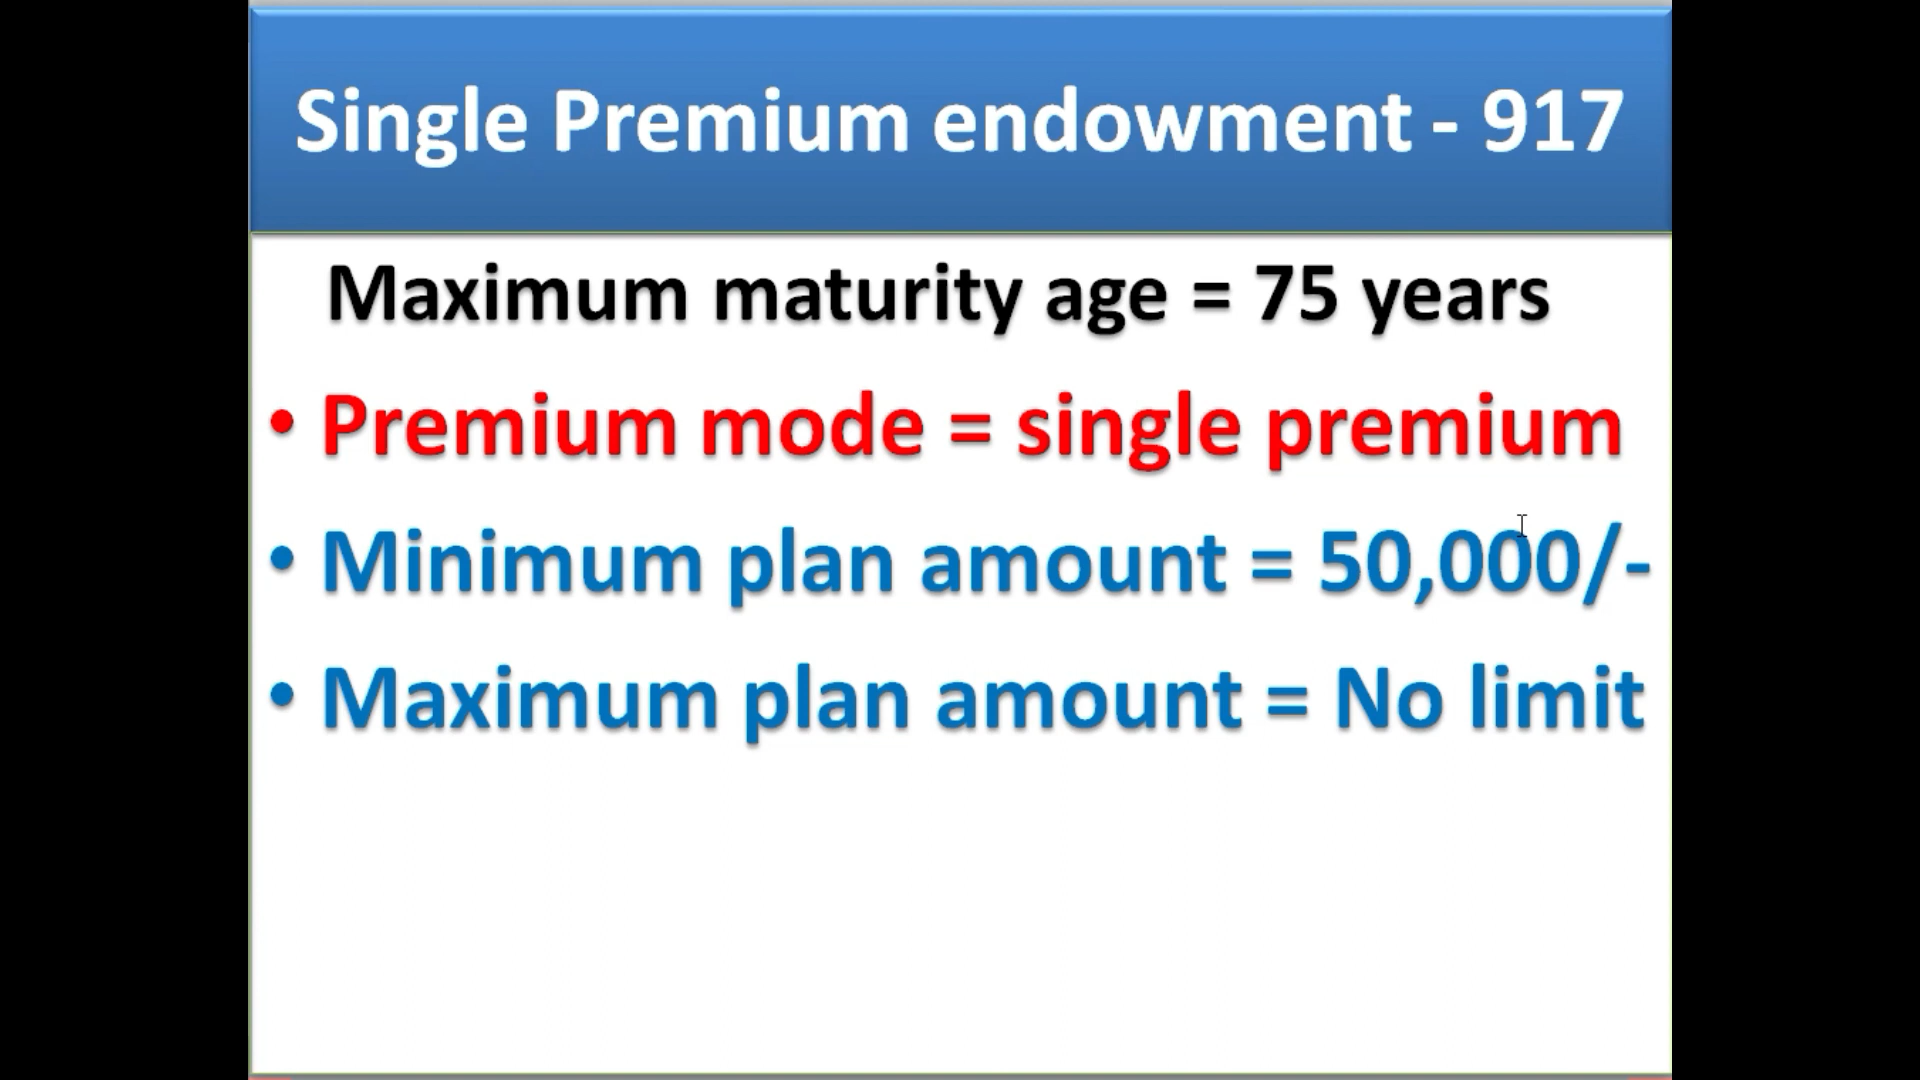 Single Premium endowment - 917
Maximum maturity age = 75 years
• Premium mode = single premium
• Minimum plan amount = 50,000/-
• Maximum plan amount = No limit